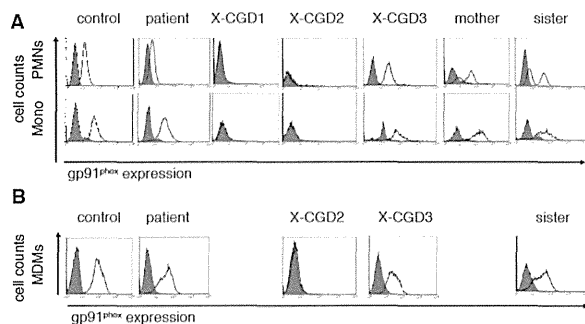 A
control patient X-CGD1 X-CGD2 X-CGD3 mother sister
cell counts
PMNs
Mono
gp91phox expression
B
control patient X-CGD2 X-CGD3 sister
cell counts
MDMs
gp91phox expression